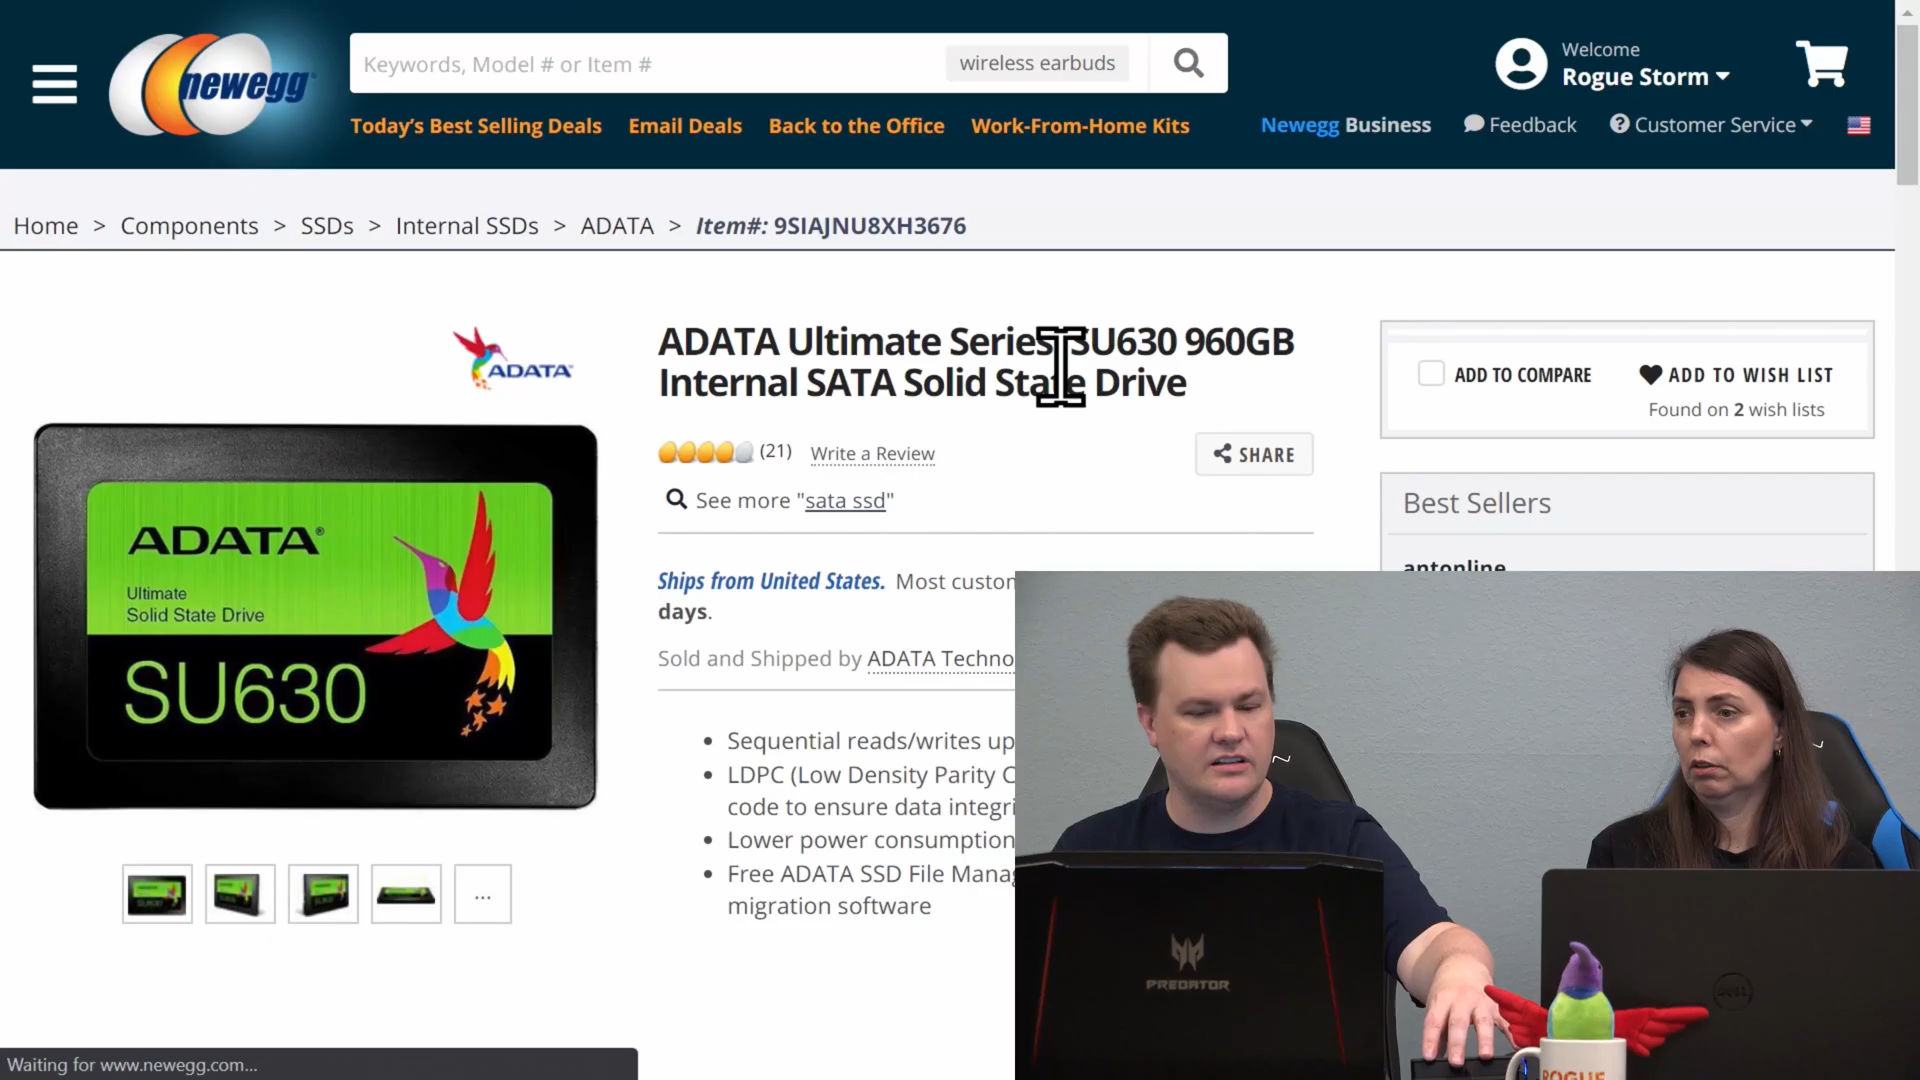 newegg
Keywords, Model # or Item #
wireless earbuds
Welcome
Rogue Storm
Today's Best Selling Deals
Email Deals
Back to the Office
Work-From-Home Kits
Newegg Business
Feedback
Customer Service
Home > Components > SSDs > Internal SSDs > ADATA > Item#: 9SIAJNU8XH3676
ADATA
ADATA Ultimate Series SU630 960GB
Internal SATA Solid State Drive
(21)
Write a Review
SHARE
See more "sata ssd"
Ships from United States. Most custom
days.
Sold and Shipped by ADATA Techno
Sequential reads/writes up
LDPC (Low Density Parity C
code to ensure data integri
Lower power consumption
Free ADATA SSD File Manag
migration software
ADD TO COMPARE
ADD TO WISH LIST
Found on 2 wish lists
Best Sellers
antonline
ADATA
Ultimate
Solid State Drive
SU630
...
PREDATOR
DELL
ROGUE
Waiting for www.newegg.com...